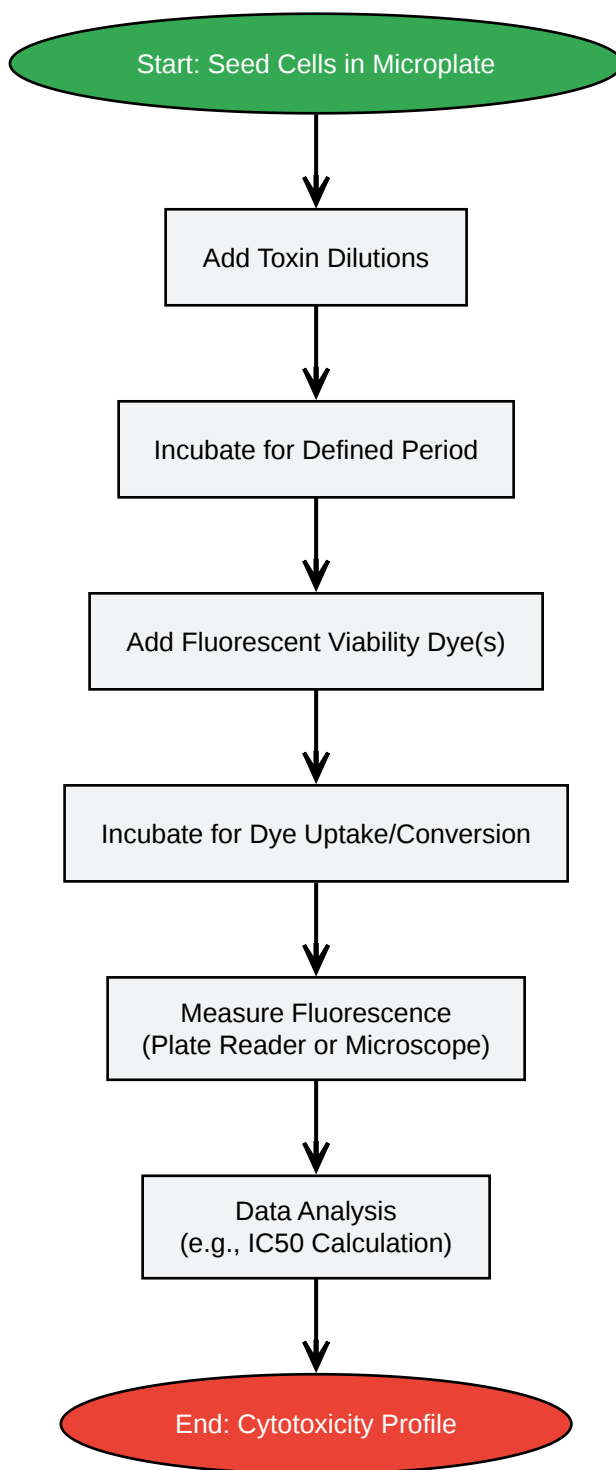 Start: Seed Cells in Microplate
Add Toxin Dilutions
Incubate for Defined Period
Add Fluorescent Viability Dye(s)
Incubate for Dye Uptake/Conversion
Measure Fluorescence
(Plate Reader or Microscope)
Data Analysis
(e.g., IC50 Calculation)
End: Cytotoxicity Profile